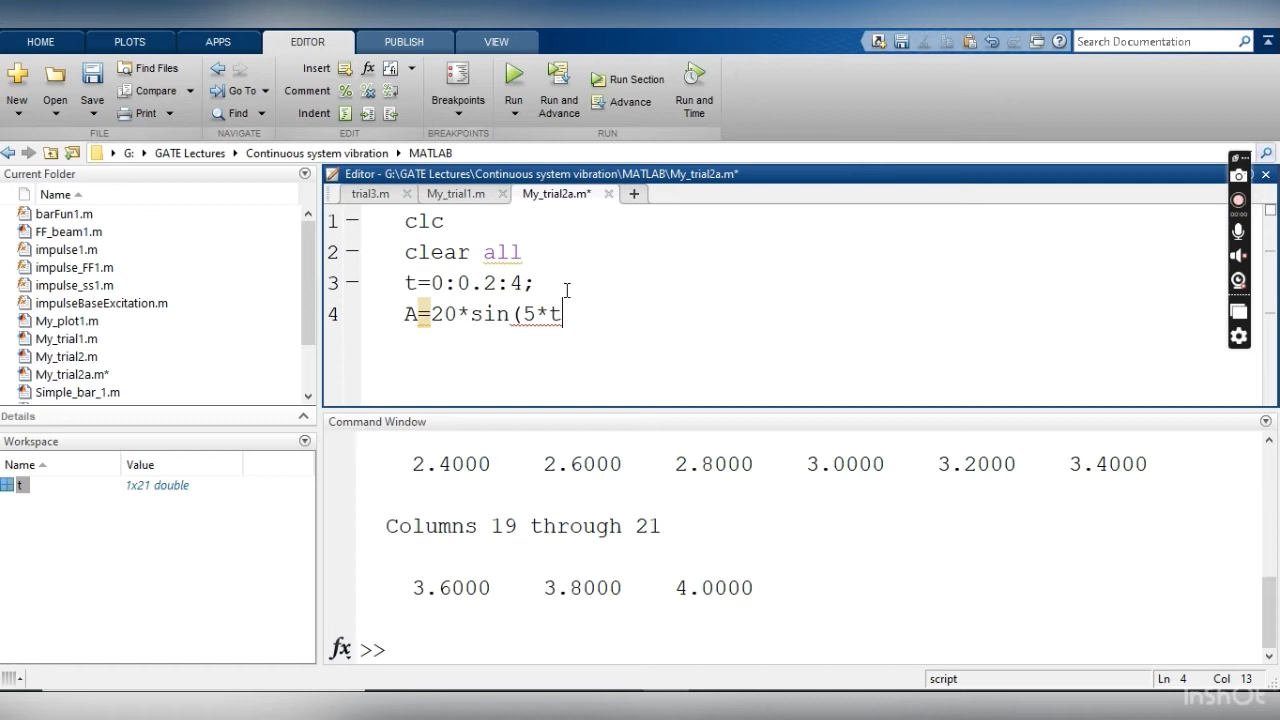 HOME PLOTS APPS EDITOR PUBLISH VIEW Search Documentation
New Open Save Find Files Compare Print Go To Find Insert fx Comment Indent Breakpoints Run Run and Advance Run Section Advance Run and Time
FILE NAVIGATE EDIT BREAKPOINTS RUN
G: GATE Lectures Continuous system vibration MATLAB
Current Folder
Name
barFun1.m
FF_beam1.m
impulse1.m
impulse_FF1.m
impulse_ss1.m
impulseBaseExcitation.m
My_plot1.m
My_trial1.m
My_trial2.m
My_trial2a.m*
Simple_bar_1.m
Details
Workspace
Name Value
t 1x21 double
Editor - G:\GATE Lectures\Continuous system vibration\MATLAB\My_trial2a.m*
trial3.m My_trial1.m My_trial2a.m*
1 clc
2 clear all
3 t=0:0.2:4;
4 A=20*sin(5*t
00:00
Command Window
2.4000 2.6000 2.8000 3.0000 3.2000 3.4000
Columns 19 through 21
3.6000 3.8000 4.0000
fx >>
script Ln 4 Col 13
InShOt